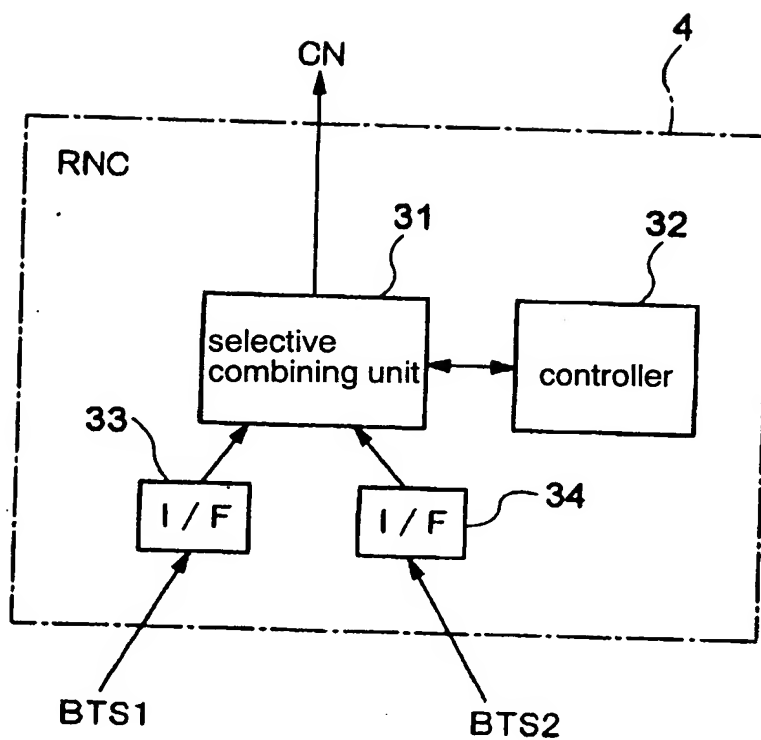 CN
4
RNC
31
32
selective
combining unit
controller
33
34
I / F
I / F
BTS1
BTS2